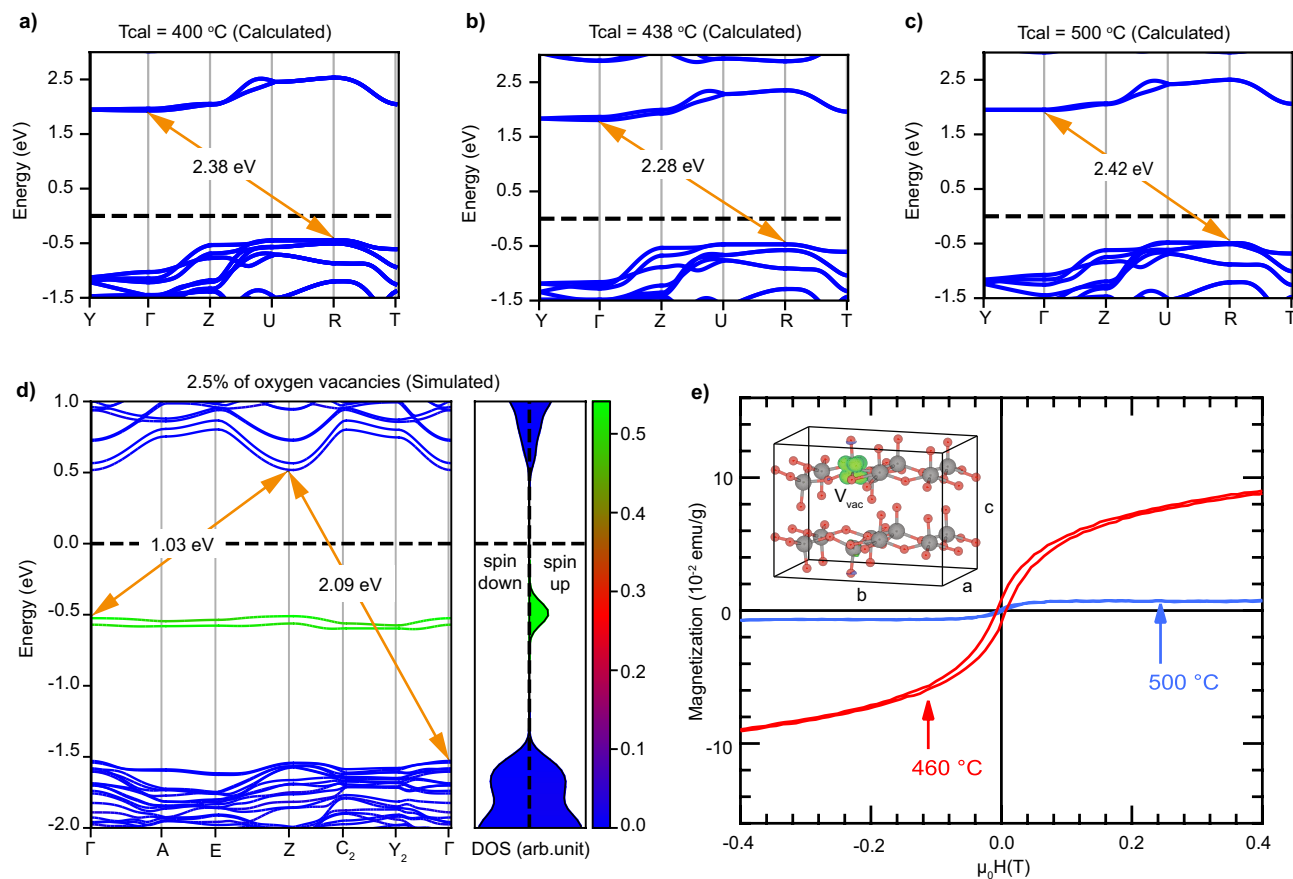 a)
Tcal = 400 °C (Calculated)
Energy (eV)
2.5
1.5
0.5
-0.5
-1.5
2.38 eV
Y Γ Z U R T
b)
438 °C (Calculated)
Energy (eV)
2.5
1.5
0.5
-0.5
-1.5
2.28 eV
Y Γ Z U R T
c)
Tcal = 500 °C (Calculated)
Energy (eV)
2.5
1.5
0.5
-0.5
-1.5
2.42 eV
Y Γ Z U R T
d)
2.5% of oxygen vacancies (Simulated)
Energy (eV)
1.0
0.5
0.0
-0.5
-1.0
-1.5
-2.0
1.03 eV
2.09 eV
Γ A E Z C₂ Y₂ Γ
spin down
spin up
DOS (arb.unit)
0.5
0.4
0.3
0.2
0.1
0.0
e)
Magnetization (10⁻² emu/g)
10
0
-10
V_vac
c
b
a
500 °C
460 °C
-0.4 -0.2 0.0 0.2 0.4
μ₀H(T)